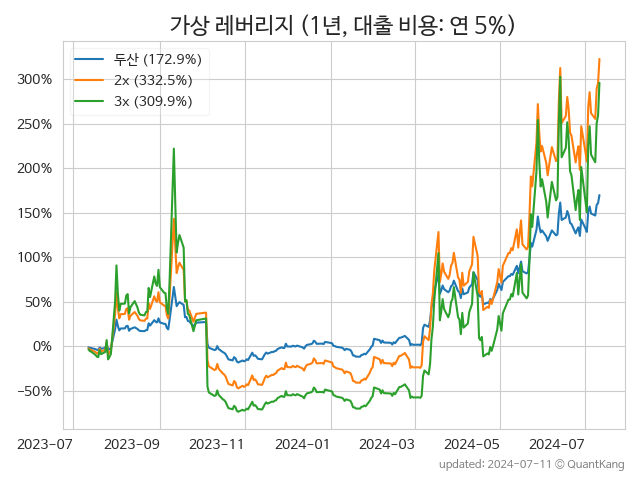 가상 레버리지 (1년, 대출 비용: 연 5%)
두산 (172.9%)
2x (332.5%)
3x (309.9%)
300%
250%
200%
150%
100%
50%
0%
−50%
2023-07 2023-09 2023-11 2024-01 2024-03 2024-05 2024-07
updated: 2024-07-11 © QuantKang